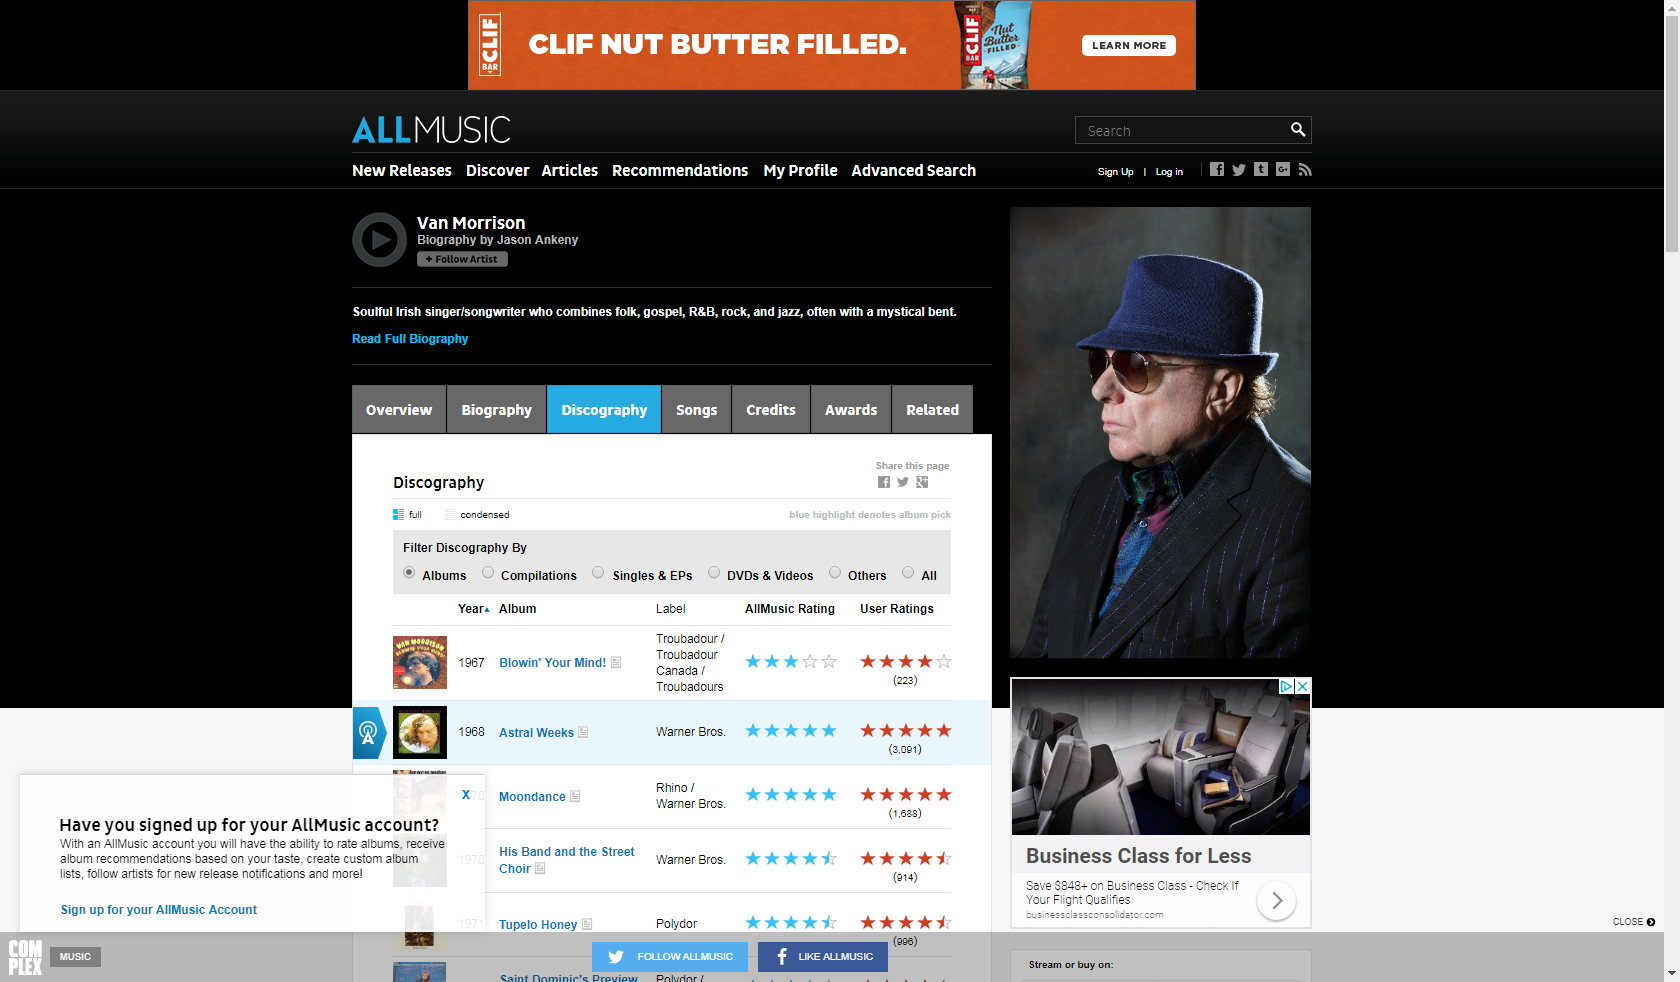 CLIF BAR
CLIF NUT BUTTER FILLED.
CLIF BAR
Nut Butter FILLED
LEARN MORE
ALLMUSIC
Search
New Releases Discover Articles Recommendations My Profile Advanced Search
Sign Up | Log in
Van Morrison
Biography by Jason Ankeny
+ Follow Artist
Soulful Irish singer/songwriter who combines folk, gospel, R&B, rock, and jazz, often with a mystical bent.
Read Full Biography
Overview Biography Discography Songs Credits Awards Related
Share this page
Discography
full condensed blue highlight denotes album pick
Filter Discography By
Albums Compilations Singles & EPs DVDs & Videos Others All
Year Album Label AllMusic Rating User Ratings
VAN MORRISON
BLOWIN' YOUR MIND!
1967 Blowin' Your Mind! Troubadour / Troubadour Canada / Troubadours
(223)
1968 Astral Weeks Warner Bros.
(3,091)
1970 Moondance Rhino / Warner Bros.
(1,688)
1970 His Band and the Street Choir Warner Bros.
(914)
1971 Tupelo Honey Polydor
(996)
Saint Dominic's Preview Polydor /
X
Have you signed up for your AllMusic account?
With an AllMusic account you will have the ability to rate albums, receive
album recommendations based on your taste, create custom album
lists, follow artists for new release notifications and more!
Sign up for your AllMusic Account
Business Class for Less
Save $848+ on Business Class - Check If
Your Flight Qualifies
businessclassconsolidator.com
CLOSE
Stream or buy on:
COMPLEX
MUSIC
FOLLOW ALLMUSIC
LIKE ALLMUSIC